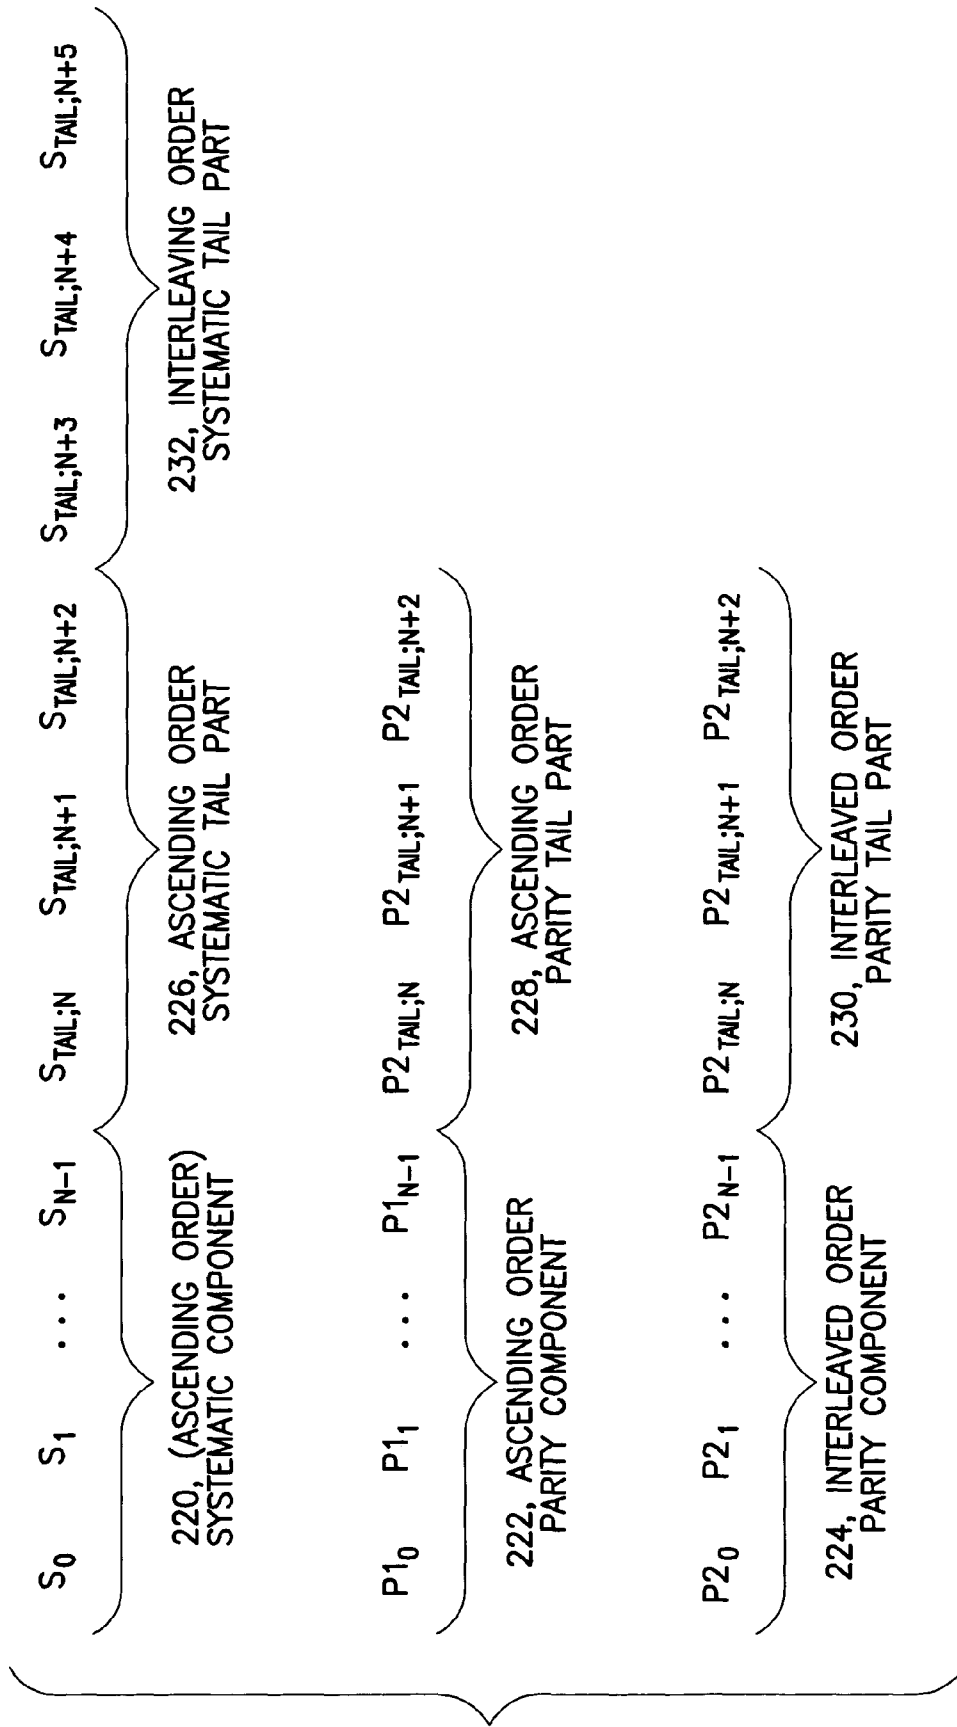 S0 S1 ... SN-1 STAIL;N STAIL;N+1 STAIL;N+2 STAIL;N+3 STAIL;N+4 STAIL;N+5
220, (ASCENDING ORDER)
SYSTEMATIC COMPONENT
226, ASCENDING ORDER
SYSTEMATIC TAIL PART
232, INTERLEAVING ORDER
SYSTEMATIC TAIL PART
P10 P11 ... P1N-1 P2TAIL;N P2TAIL;N+1 P2TAIL;N+2
222, ASCENDING ORDER
PARITY COMPONENT
228, ASCENDING ORDER
PARITY TAIL PART
P20 P21 ... P2N-1 P2TAIL;N P2TAIL;N+1 P2TAIL;N+2
224, INTERLEAVED ORDER
PARITY COMPONENT
230, INTERLEAVED ORDER
PARITY TAIL PART